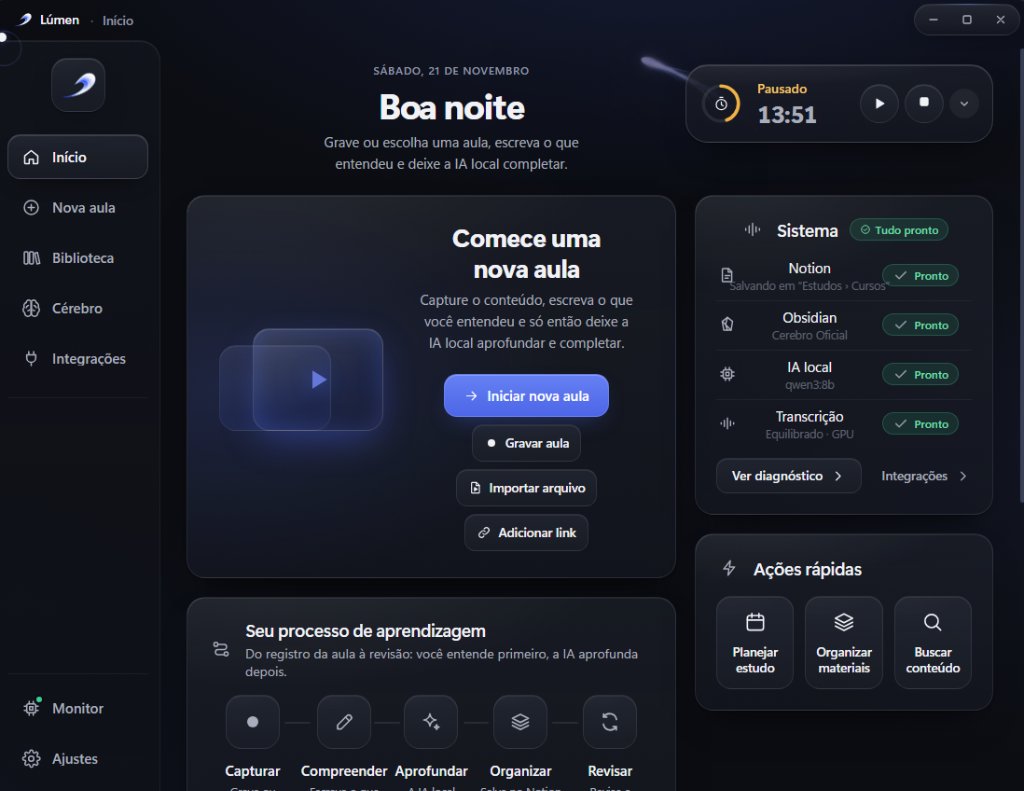 Lúmen · Início
Início
Nova aula
Biblioteca
Cérebro
Integrações
Monitor
Ajustes
SÁBADO, 21 DE NOVEMBRO
Boa noite
Grave ou escolha uma aula, escreva o que
entendeu e deixe a IA local completar.
Pausado
13:51
Comece uma
nova aula
Capture o conteúdo, escreva o que
você entendeu e só então deixe a
IA local aprofundar e completar.
Iniciar nova aula
Gravar aula
Importar arquivo
Adicionar link
Sistema
Tudo pronto
Notion
Salvando em "Estudos › Cursos"
Pronto
Obsidian
Cerebro Oficial
Pronto
IA local
qwen3:8b
Pronto
Transcrição
Equilibrado · GPU
Pronto
Ver diagnóstico
Integrações
Ações rápidas
Planejar
estudo
Organizar
materiais
Buscar
conteúdo
Seu processo de aprendizagem
Do registro da aula à revisão: você entende primeiro, a IA aprofunda
depois.
Capturar
Compreender
Aprofundar
Organizar
Revisar